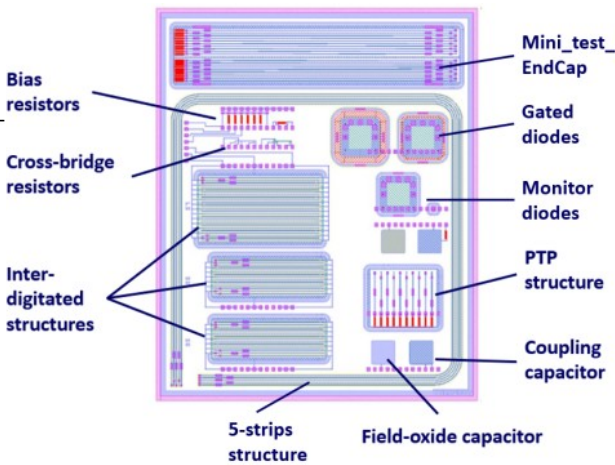 Mini_test_
EndCap
Bias
resistors
Gated
diodes
Cross-bridge
resistors
Monitor
diodes
Inter-
digitated
structures
PTP
structure
Coupling
capacitor
5-strips
structure
Field-oxide capacitor